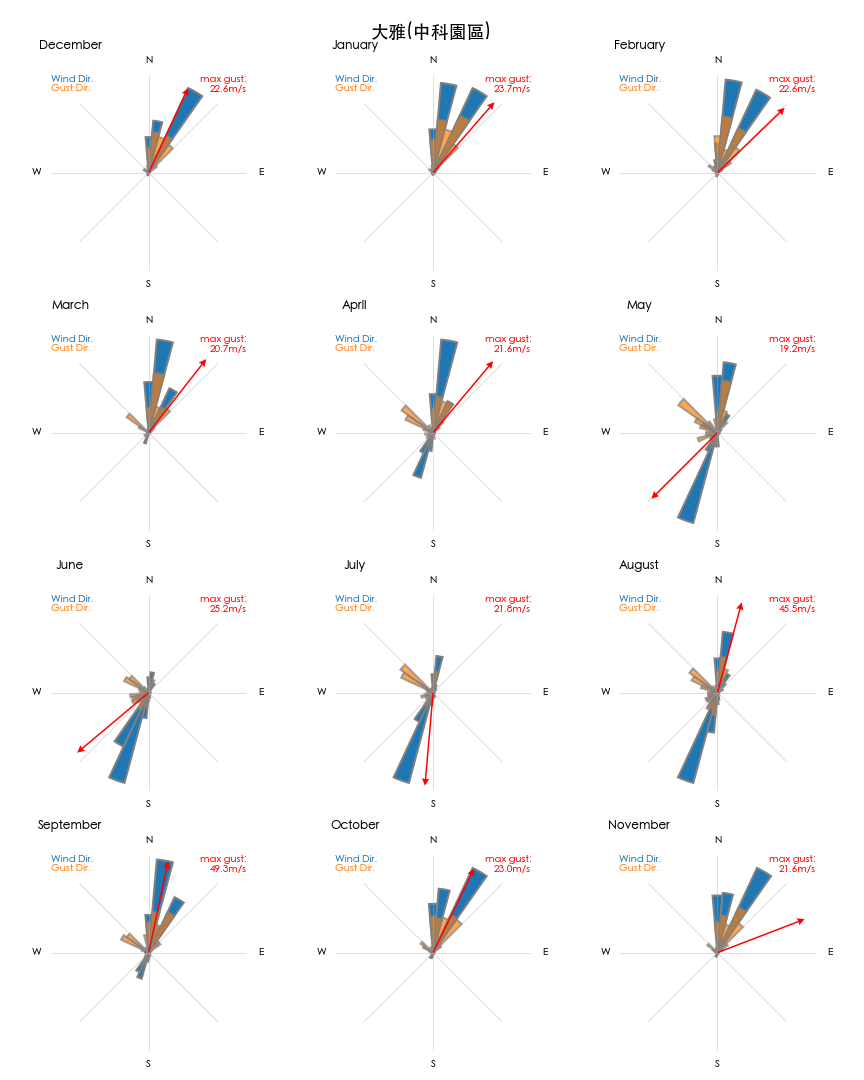 大雅(中科園區)
December
January
February
N
N
N
Wind Dir.
Gust Dir.
max gust:
22.6m/s
Wind Dir.
Gust Dir.
max gust:
23.7m/s
Wind Dir.
Gust Dir.
max gust:
22.6m/s
W
E
W
E
W
E
S
S
S
March
April
May
N
N
N
Wind Dir.
Gust Dir.
max gust:
20.7m/s
Wind Dir.
Gust Dir.
max gust:
21.6m/s
Wind Dir.
Gust Dir.
max gust:
19.2m/s
W
E
W
E
W
E
S
S
S
June
July
August
N
N
N
Wind Dir.
Gust Dir.
max gust:
25.2m/s
Wind Dir.
Gust Dir.
max gust:
21.8m/s
Wind Dir.
Gust Dir.
max gust:
45.5m/s
W
E
W
E
W
E
S
S
S
September
October
November
N
N
N
Wind Dir.
Gust Dir.
max gust:
49.3m/s
Wind Dir.
Gust Dir.
max gust:
23.0m/s
Wind Dir.
Gust Dir.
max gust:
21.6m/s
W
E
W
E
W
E
S
S
S